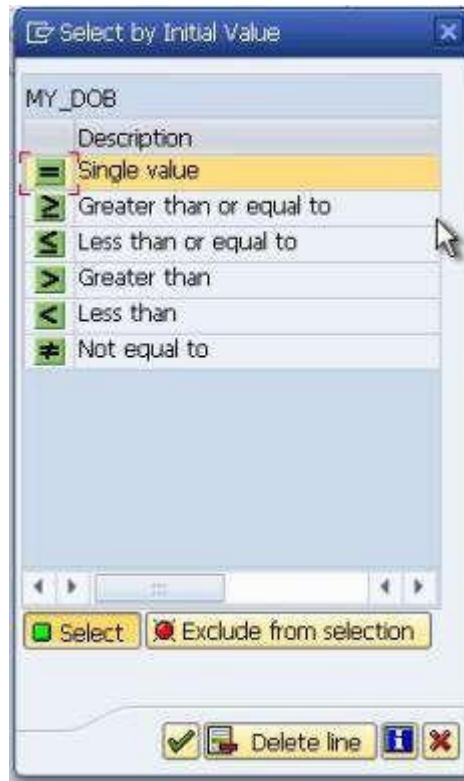 Select by Initial Value
MY_DOB
Description
= Single value
≥ Greater than or equal to
≤ Less than or equal to
> Greater than
< Less than
≠ Not equal to
Select Exclude from selection
Delete line